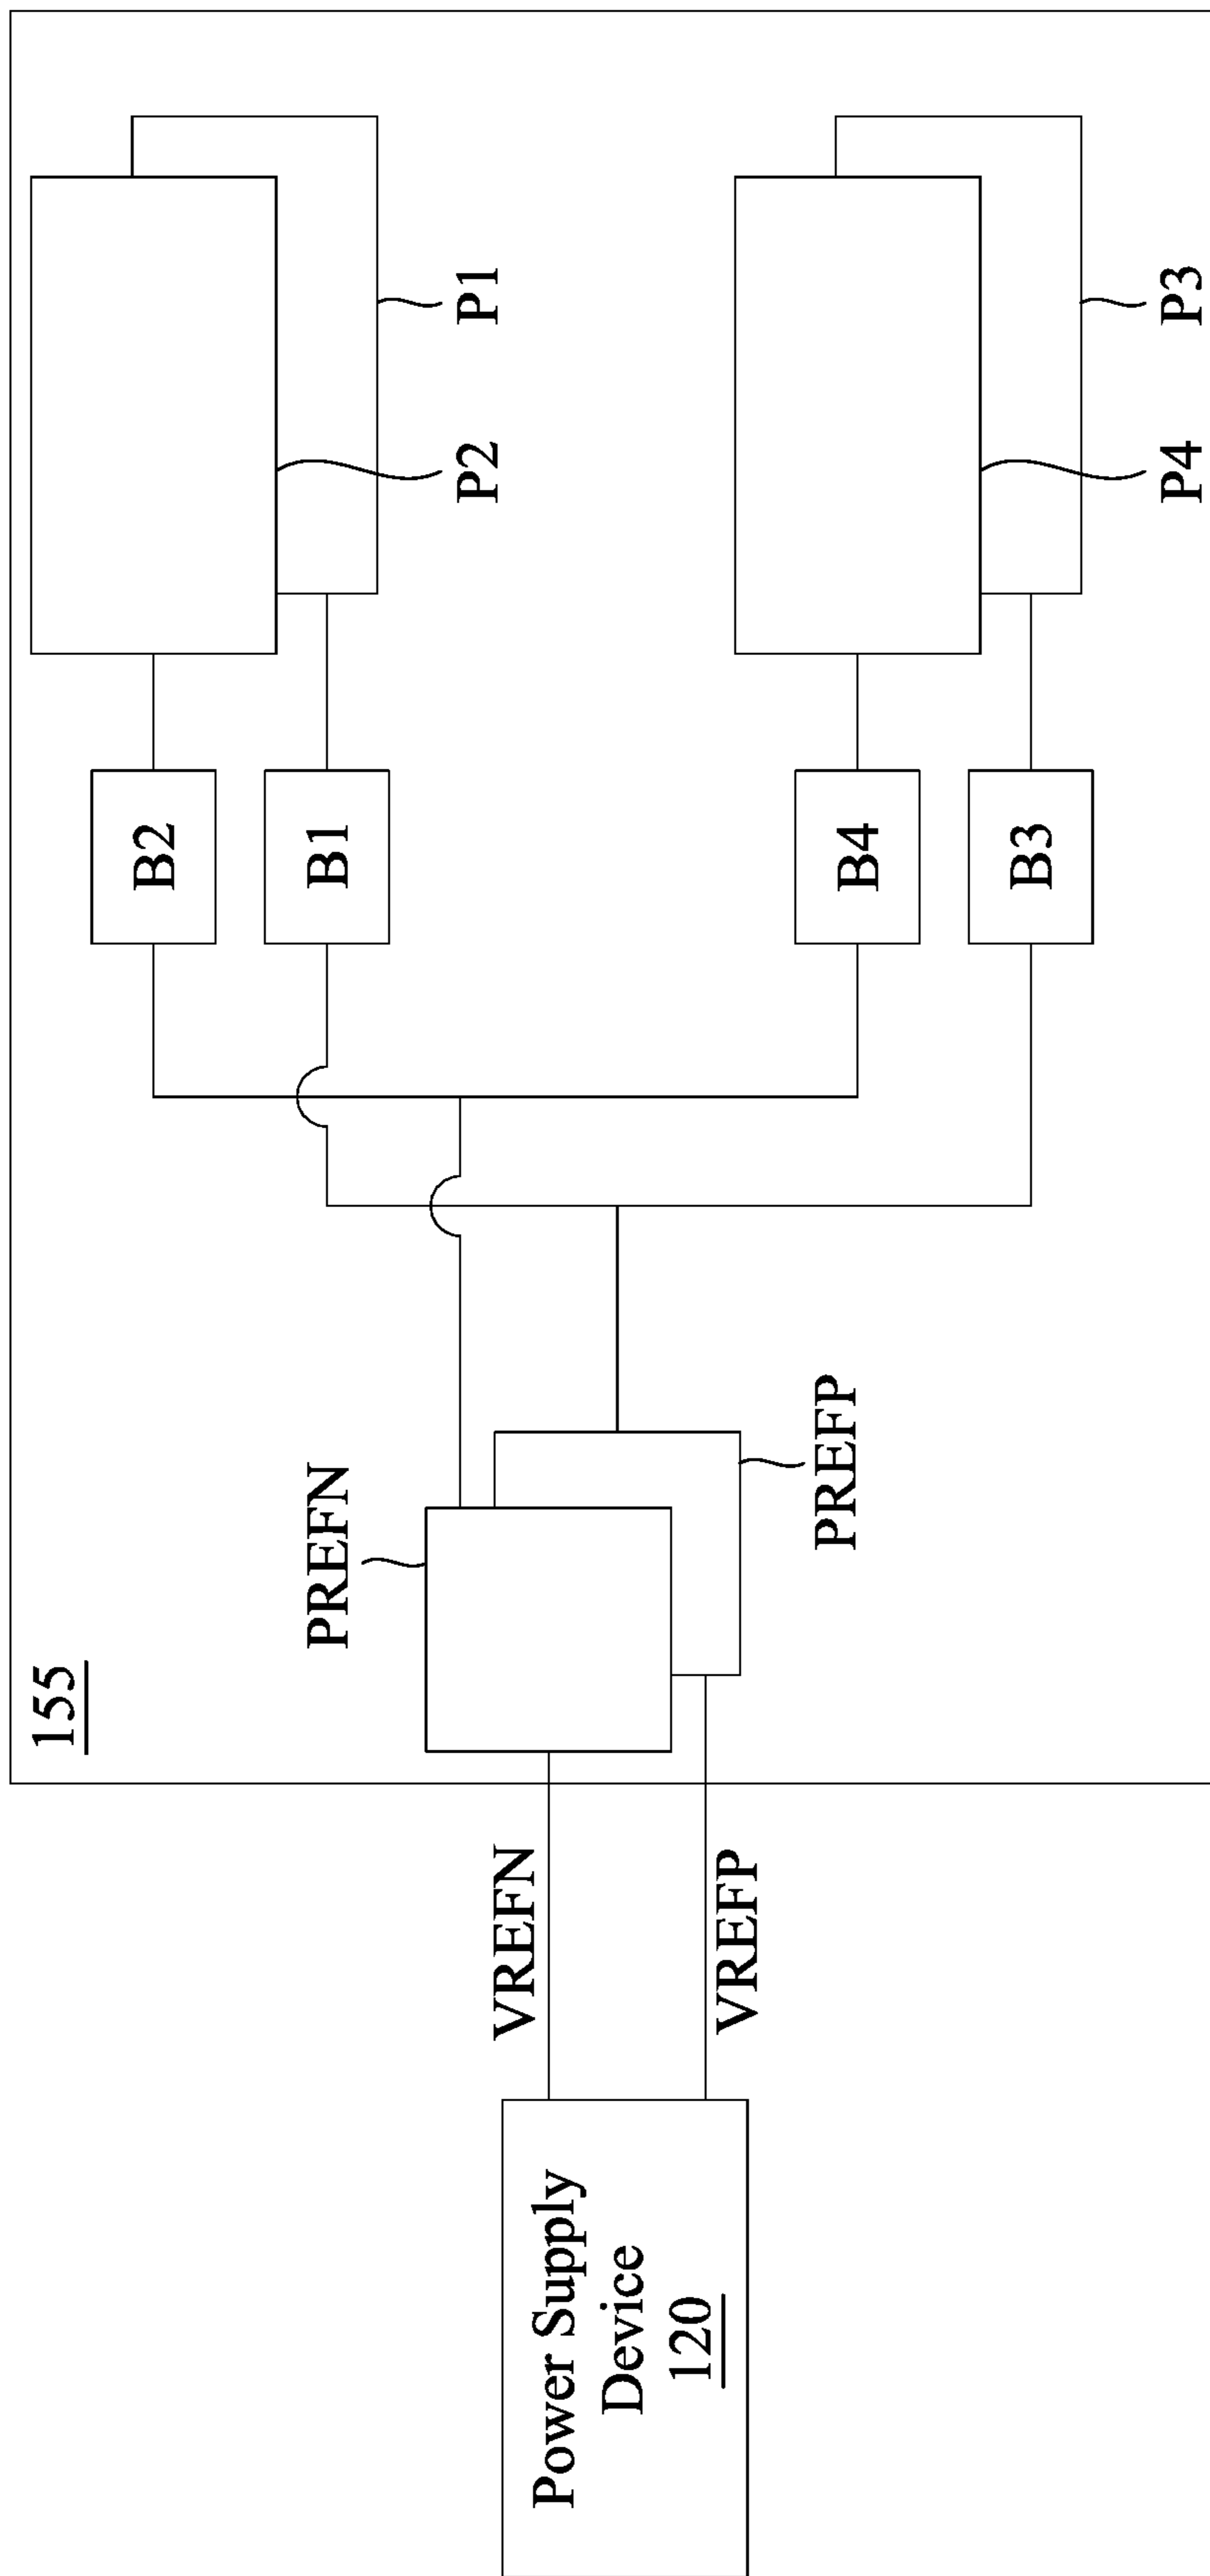 155
P2
P1
B2
B1
PREFN
PREFP
VREFN
VREFP
Power Supply
Device
120
B4
B3
P4
P3